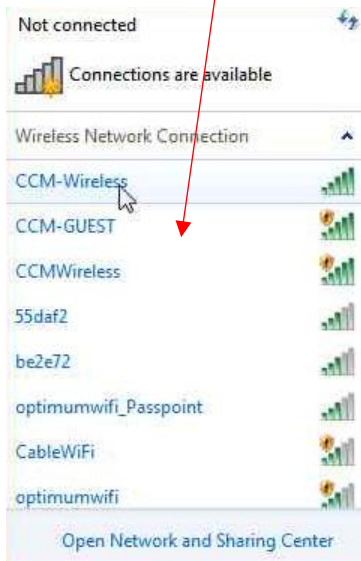 Not connected
Connections are available
Wireless Network Connection
CCM-Wireless
CCM-GUEST
CCMWireless
55daf2
be2e72
optimumwifi_Passpoint
CableWiFi
optimumwifi
Open Network and Sharing Center